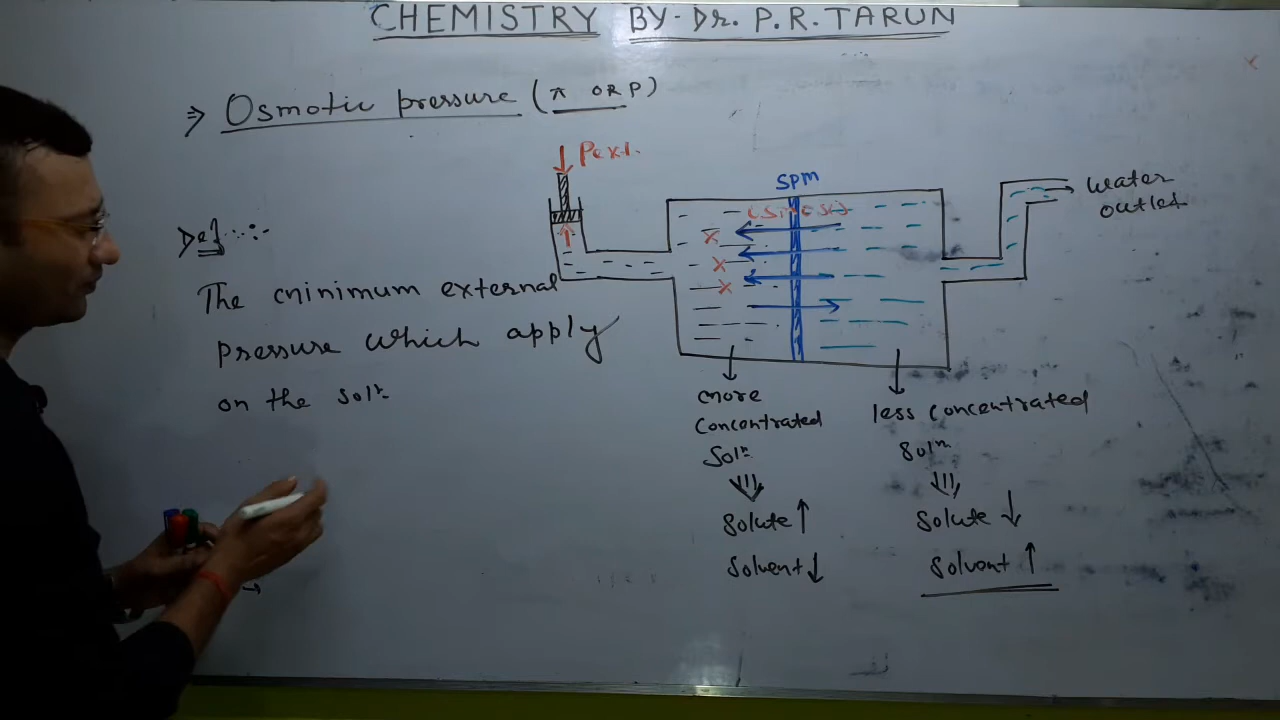 CHEMISTRY BY- Dr. P.R. TARUN
⇒ Osmotic pressure (π OR P)
Pext.
SPM
(Sin
water
outlet
Def
The minimum external
pressure which apply
on the solⁿ
more
concentrated
Solⁿ
Solute ↑
Solvent ↓
less concentrated
Solⁿ
Solute ↓
Solvent ↑